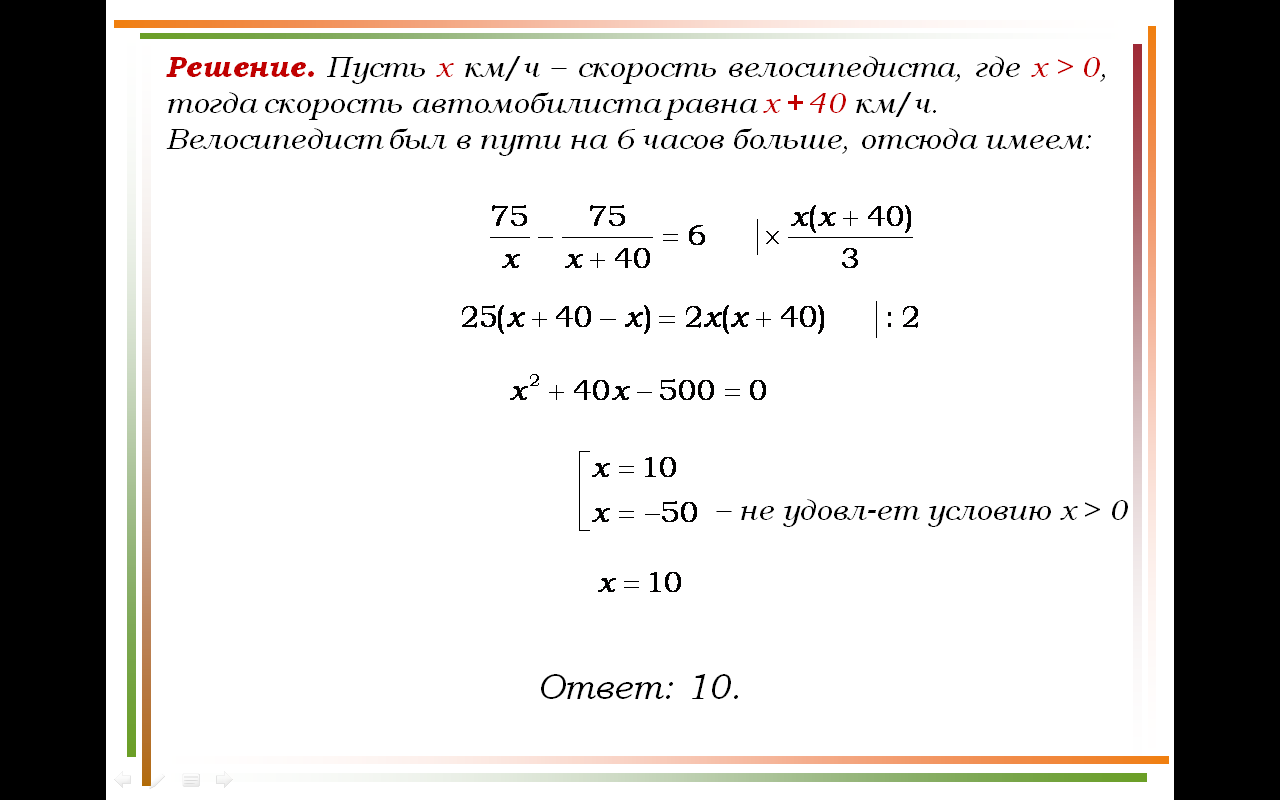 Решение. Пусть x км/ч – скорость велосипедиста, где x > 0,
тогда скорость автомобилиста равна x + 40 км/ч.
Велосипедист был в пути на 6 часов больше, отсюда имеем:
75/x − 75/(x + 40) = 6 | × x(x + 40)/3
25(x + 40 − x) = 2x(x + 40) | : 2
x² + 40x − 500 = 0
[ x = 10
x = −50 – не удовл-ет условию x > 0
x = 10
Ответ: 10.